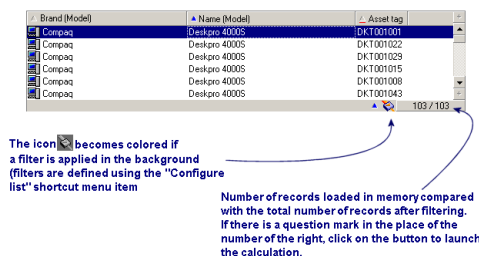 Brand (Model) Name (Model) Asset tag
Compaq Deskpro 4000S DKT001001
Compaq Deskpro 4000S DKT001022
Compaq Deskpro 4000S DKT001029
Compaq Deskpro 4000S DKT001015
Compaq Deskpro 4000S DKT001008
Compaq Deskpro 4000S DKT001043
103 / 103
The icon becomes colored if
a filter is applied in the background
(filters are defined using the "Configure
list" shortcut menu item
Number of records loaded in memory compared
with the total number of records after filtering.
If there is a question mark in the place of the
number of the right, click on the button to launch
the calculation.